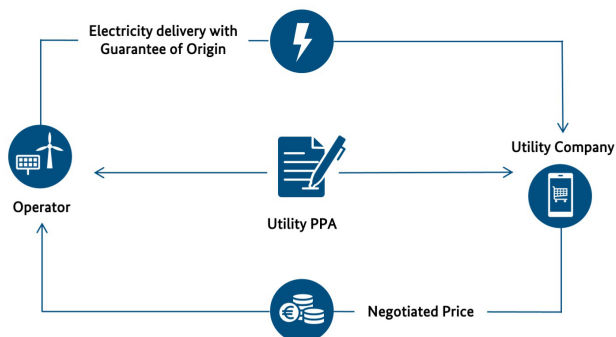 Electricity delivery with
Guarantee of Origin
Utility Company
Operator
Utility PPA
€
Negotiated Price